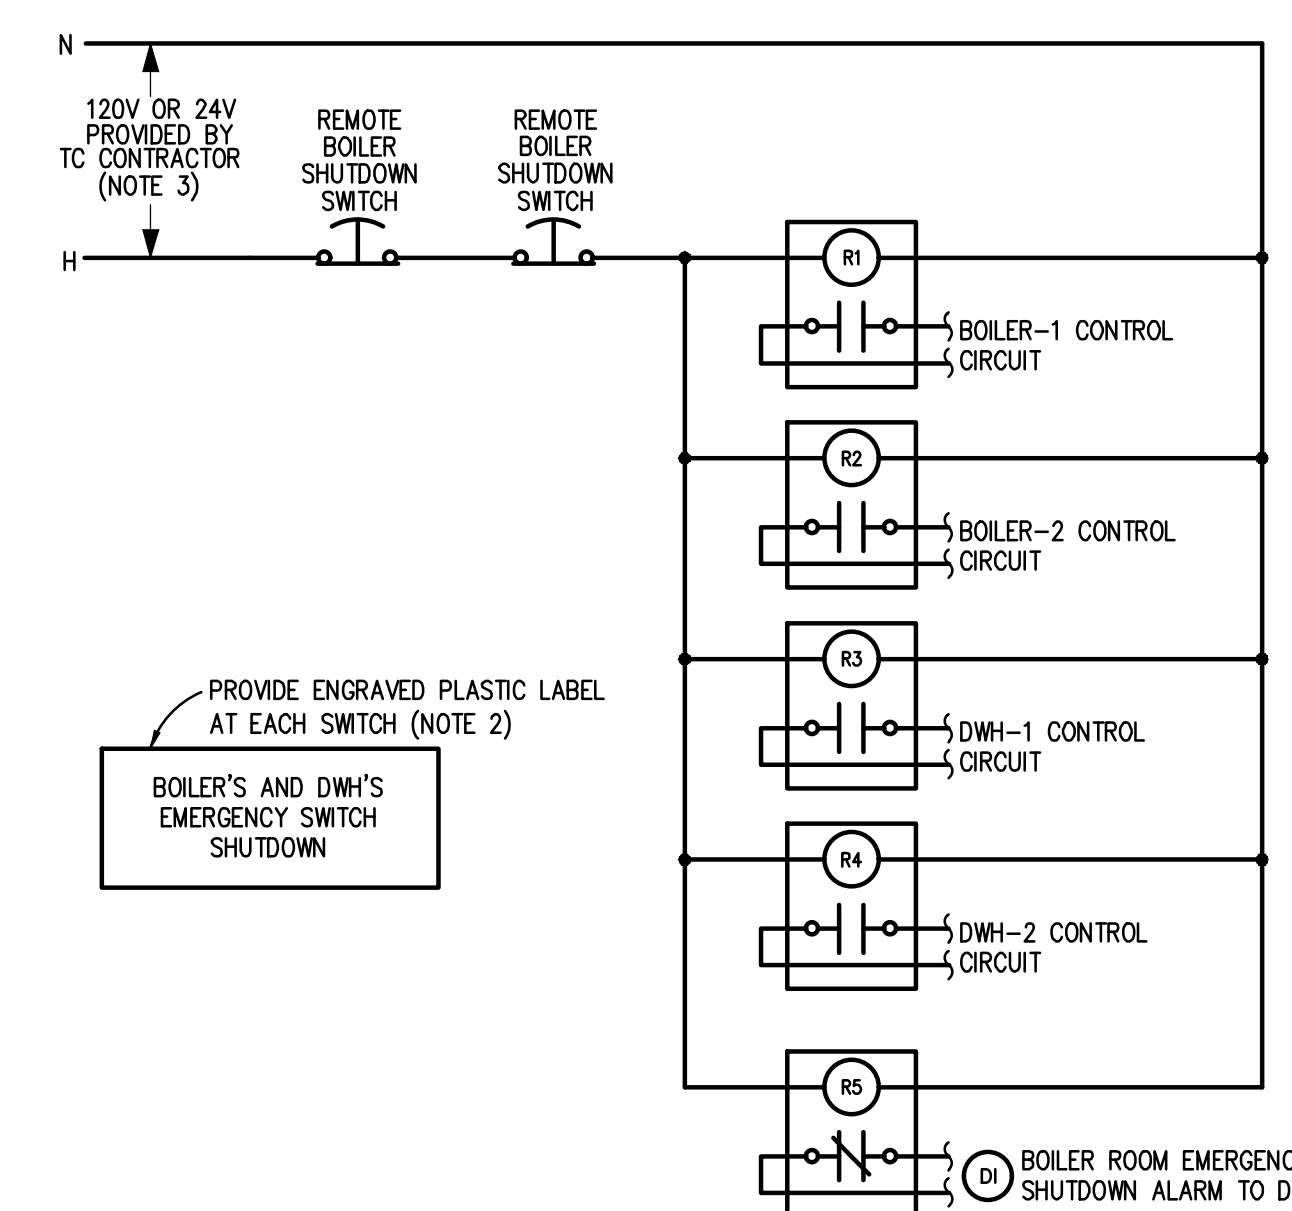 N
120V OR 24V
PROVIDED BY
TC CONTRACTOR
(NOTE 3)
REMOTE
BOILER
SHUTDOWN
SWITCH
REMOTE
BOILER
SHUTDOWN
SWITCH
H
R1
BOILER-1 CONTROL
CIRCUIT
R2
BOILER-2 CONTROL
CIRCUIT
R3
DWH-1 CONTROL
CIRCUIT
PROVIDE ENGRAVED PLASTIC LABEL
AT EACH SWITCH (NOTE 2)
BOILER'S AND DWH'S
EMERGENCY SWITCH
SHUTDOWN
R4
DWH-2 CONTROL
CIRCUIT
R5
DI
BOILER ROOM
SHUTDOWN ALARM TO